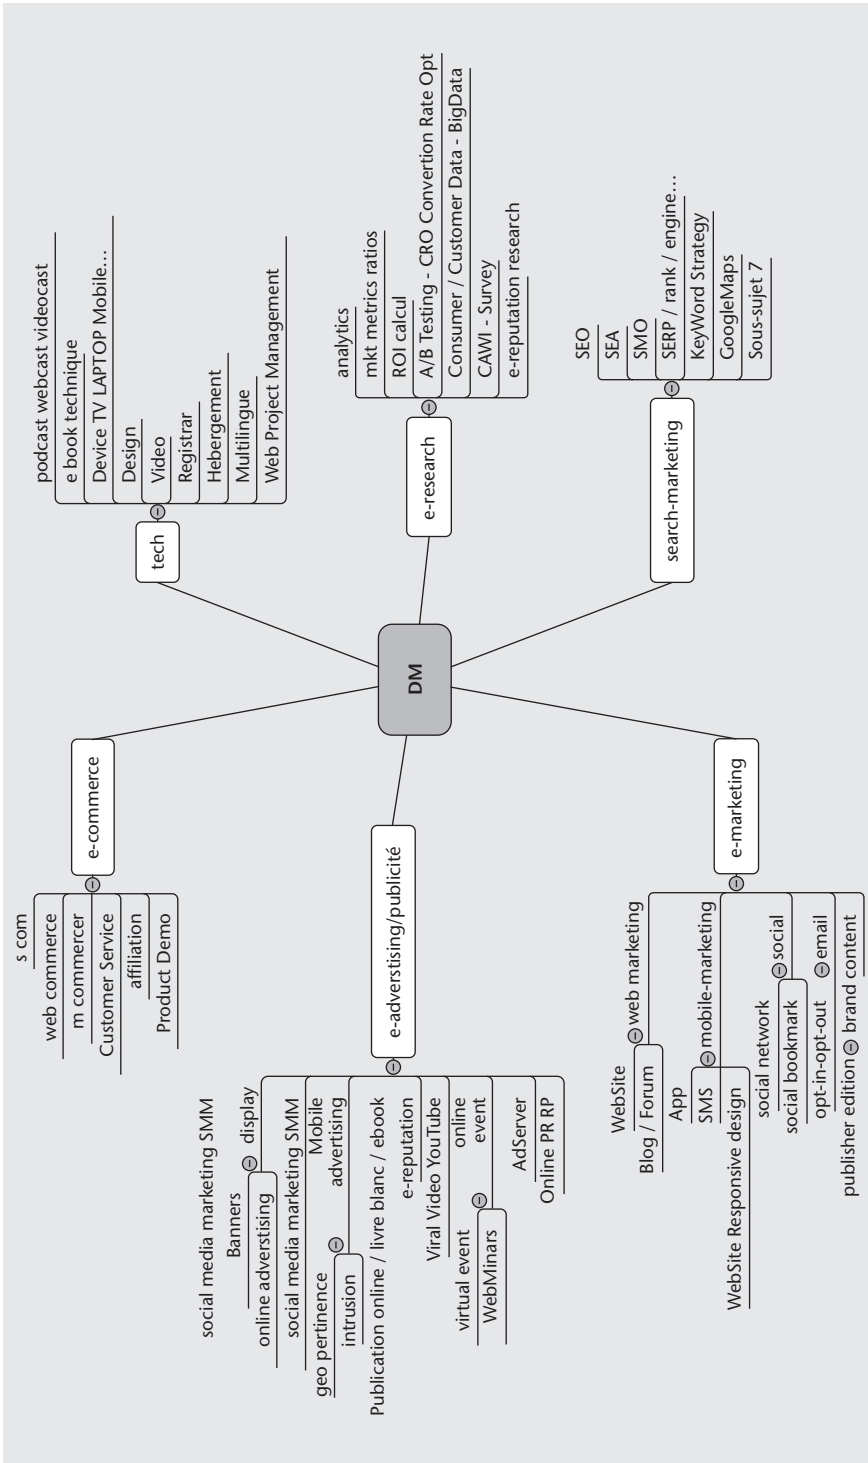 DM
e-commerce
s com
web commerce
m commercer
Customer Service
affiliation
Product Demo
e-adverstising/publicité
social media marketing SMM
display
Banners
online adverstising
social media marketing SMM
Mobile
advertising
geo pertinence
intrusion
Publication online / livre blanc / ebook
e-reputation
Viral Video YouTube
online
event
virtual event
WebMinars
AdServer
Online PR RP
e-marketing
web marketing
WebSite
Blog / Forum
mobile-marketing
App
SMS
WebSite Responsive design
social
social network
social bookmark
email
opt-in-opt-out
brand content
publisher edition
tech
podcast webcast videocast
e book technique
Device TV LAPTOP Mobile…
Design
Video
Registrar
Hebergement
Multilingue
Web Project Management
e-research
analytics
mkt metrics ratios
ROI calcul
A/B Testing - CRO Convertion Rate Opt
Consumer / Customer Data - BigData
CAWI - Survey
e-reputation research
search-marketing
SEO
SEA
SMO
SERP / rank / engine…
KeyWord Strategy
GoogleMaps
Sous-sujet 7